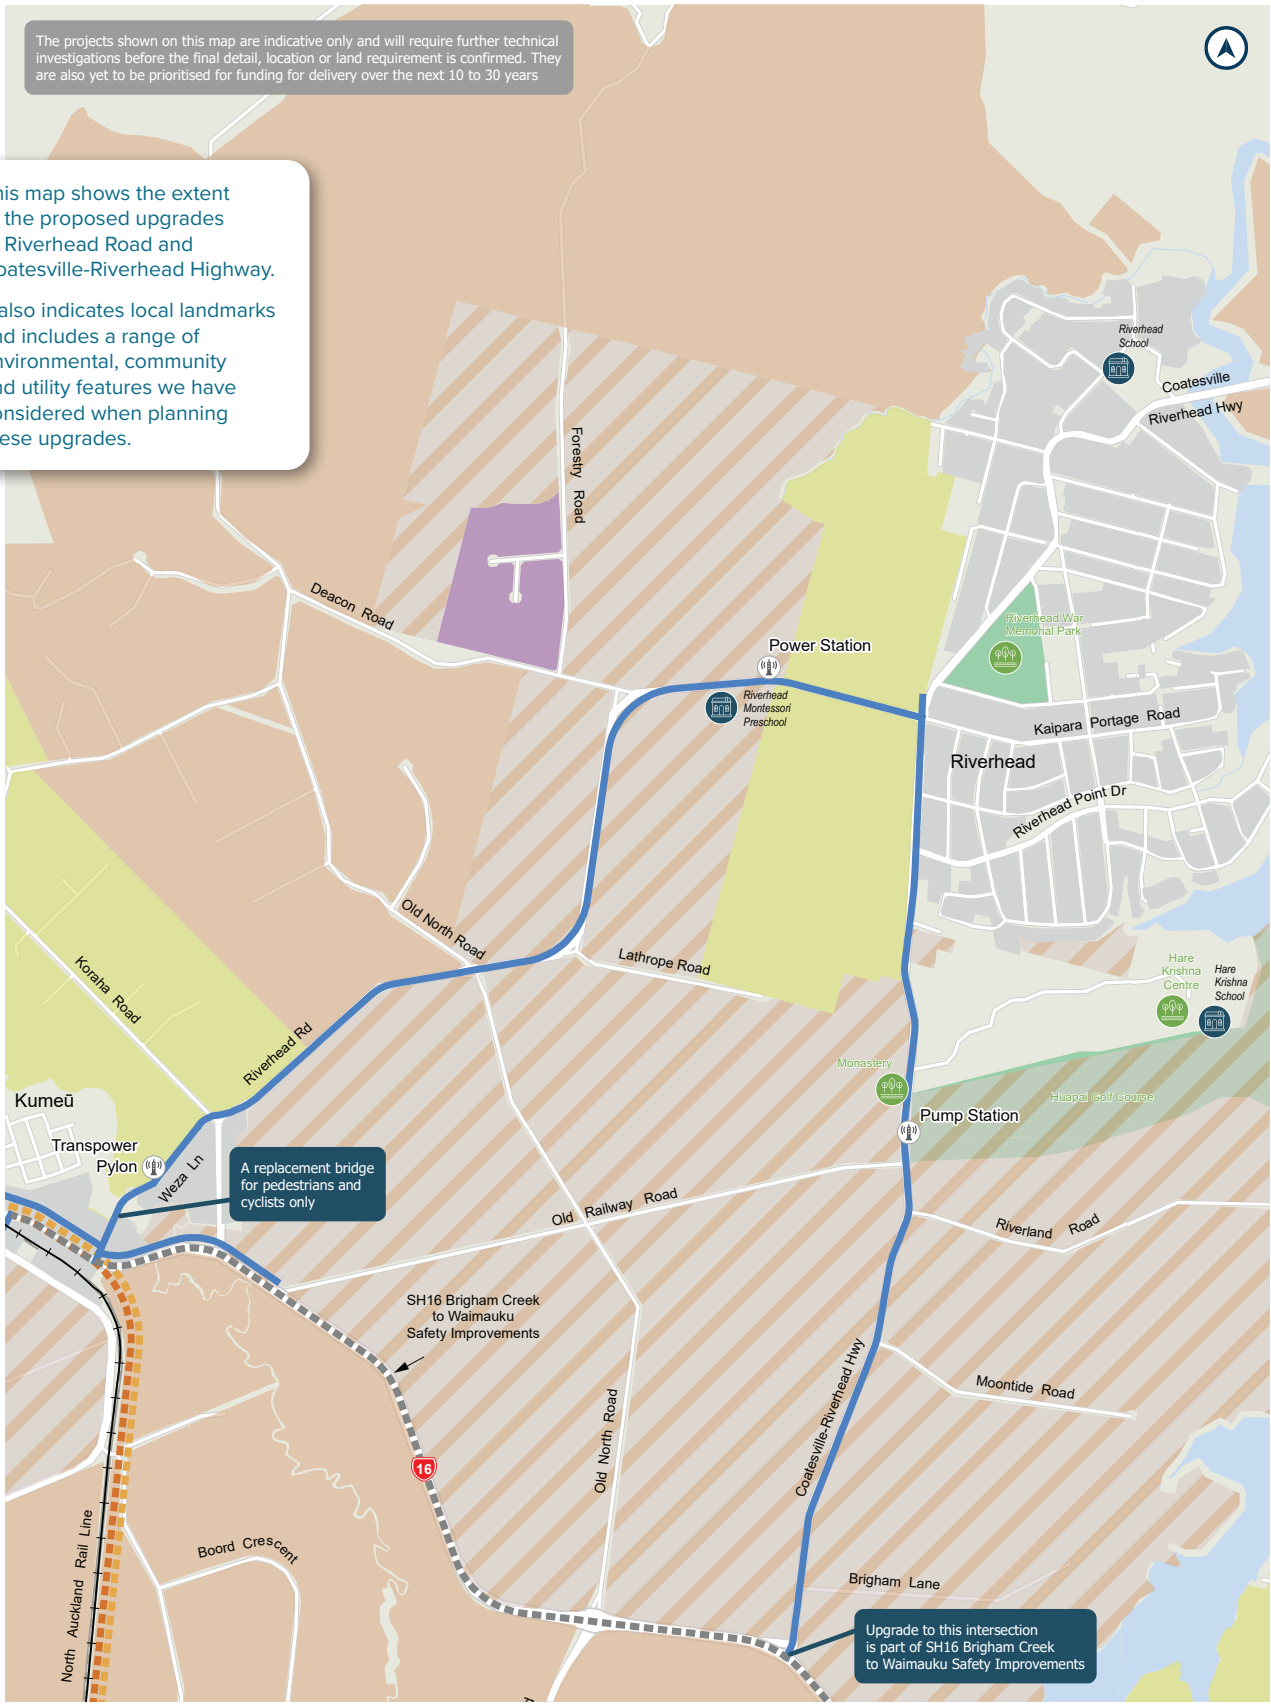 The projects shown on this map are indicative only and will require further technical
investigations before the final detail, location or land requirement is confirmed. They
are also yet to be prioritised for funding for delivery over the next 10 to 30 years
his map shows the extent
the proposed upgrades
Riverhead Road and
oatesville-Riverhead Highway.
also indicates local landmarks
nd includes a range of
nvironmental, community
nd utility features we have
onsidered when planning
ese upgrades.
Riverhead
School
Coatesville
Riverhead Hwy
Forestry Road
Deacon Road
Riverhead War
Memorial Park
Power Station
Riverhead
Montessori
Preschool
Kaipara Portage Road
Riverhead
Riverhead Point Dr
Old North Road
Lathrope Road
Koraha Road
Hare
Krishna
Centre
Hare
Krishna
School
Riverhead Rd
Monastery
Huapai Golf Course
Kumeū
Pump Station
Transpower
Pylon
Weza Ln
A replacement bridge
for pedestrians and
cyclists only
Old Railway Road
Riverland Road
SH16 Brigham Creek
to Waimauku
Safety Improvements
Coatesville-Riverhead Hwy
Moontide Road
Old North Road
16
North Auckland Rail Line
Boord Crescent
Brigham Lane
Upgrade to this intersection
is part of SH16 Brigham Creek
to Waimauku Safety Improvements